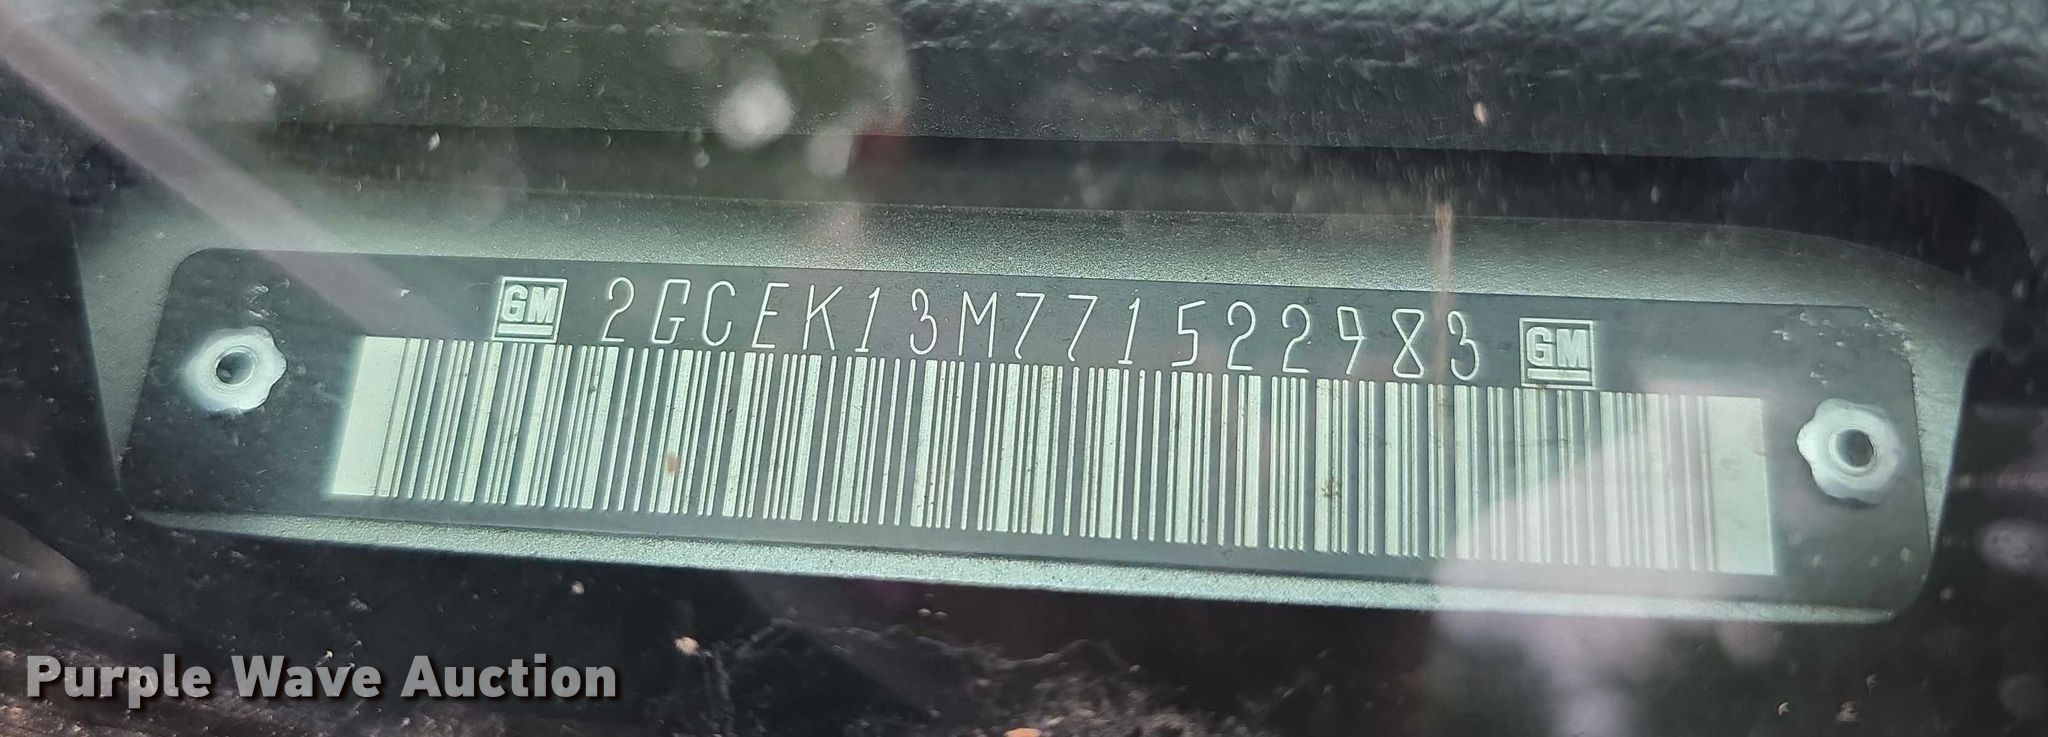 GM 2GCEK13M771522983 GM
Purple Wave Auction